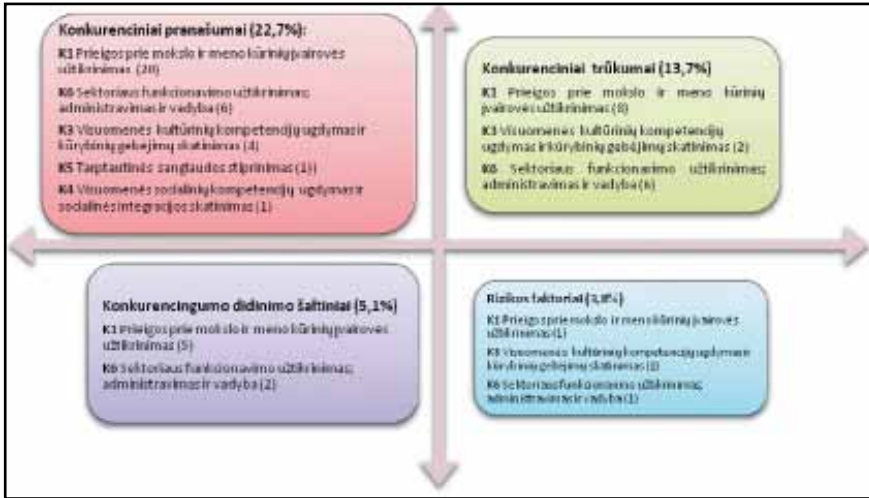 Konkurenciniai pranašumai (22,7%):
K1 Prieigos prie mokslo ir meno kūrinių įvairovės
užtikrinimas (20)
K6 Sektoriaus funkcionavimo užtikrinimas;
administravimas ir vadyba (6)
K3 Visuomenės kultūrinių kompetencijų ugdymas ir
kūrybinių gebėjimų skatinimas (4)
K5 Tarptautinės sanglaudos stiprinimas (1))
K4 Visuomenės socialinių kompetencijų ugdymas ir
socialinės integracijos skatinimas (1)
Konkurenciniai trūkumai (13,7%)
K1 Prieigos prie mokslo ir meno kūrinių
įvairovės užtikrinimas (8)
K3 Visuomenės kultūrinių kompetencijų
ugdymas ir kūrybinių gebėjimų skatinimas (2)
K6 Sektoriaus funkcionavimo užtikrinimas;
administravimas ir vadyba (6)
Konkurencingumo didinimo šaltiniai (5,1%)
K1 Prieigos prie mokslo ir meno kūrinių įvairovės
užtikrinimas (5)
K6 Sektoriaus funkcionavimo užtikrinimas;
administravimas ir vadyba (2)
Rizikos faktoriai (3,8%)
K1 Prieigos prie mokslo ir meno kūrinių įvairovės
užtikrinimas (1)
K3 Visuomenės kultūrinių kompetencijų ugdymas ir
kūrybinių gebėjimų skatinimas
K6 Sektoriaus funkcionavimo užtikrinimas;
administravimas ir vadyba (1)